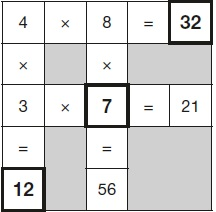 4 × 8 = 32
× ×
3 × 7 = 21
= =
12 56